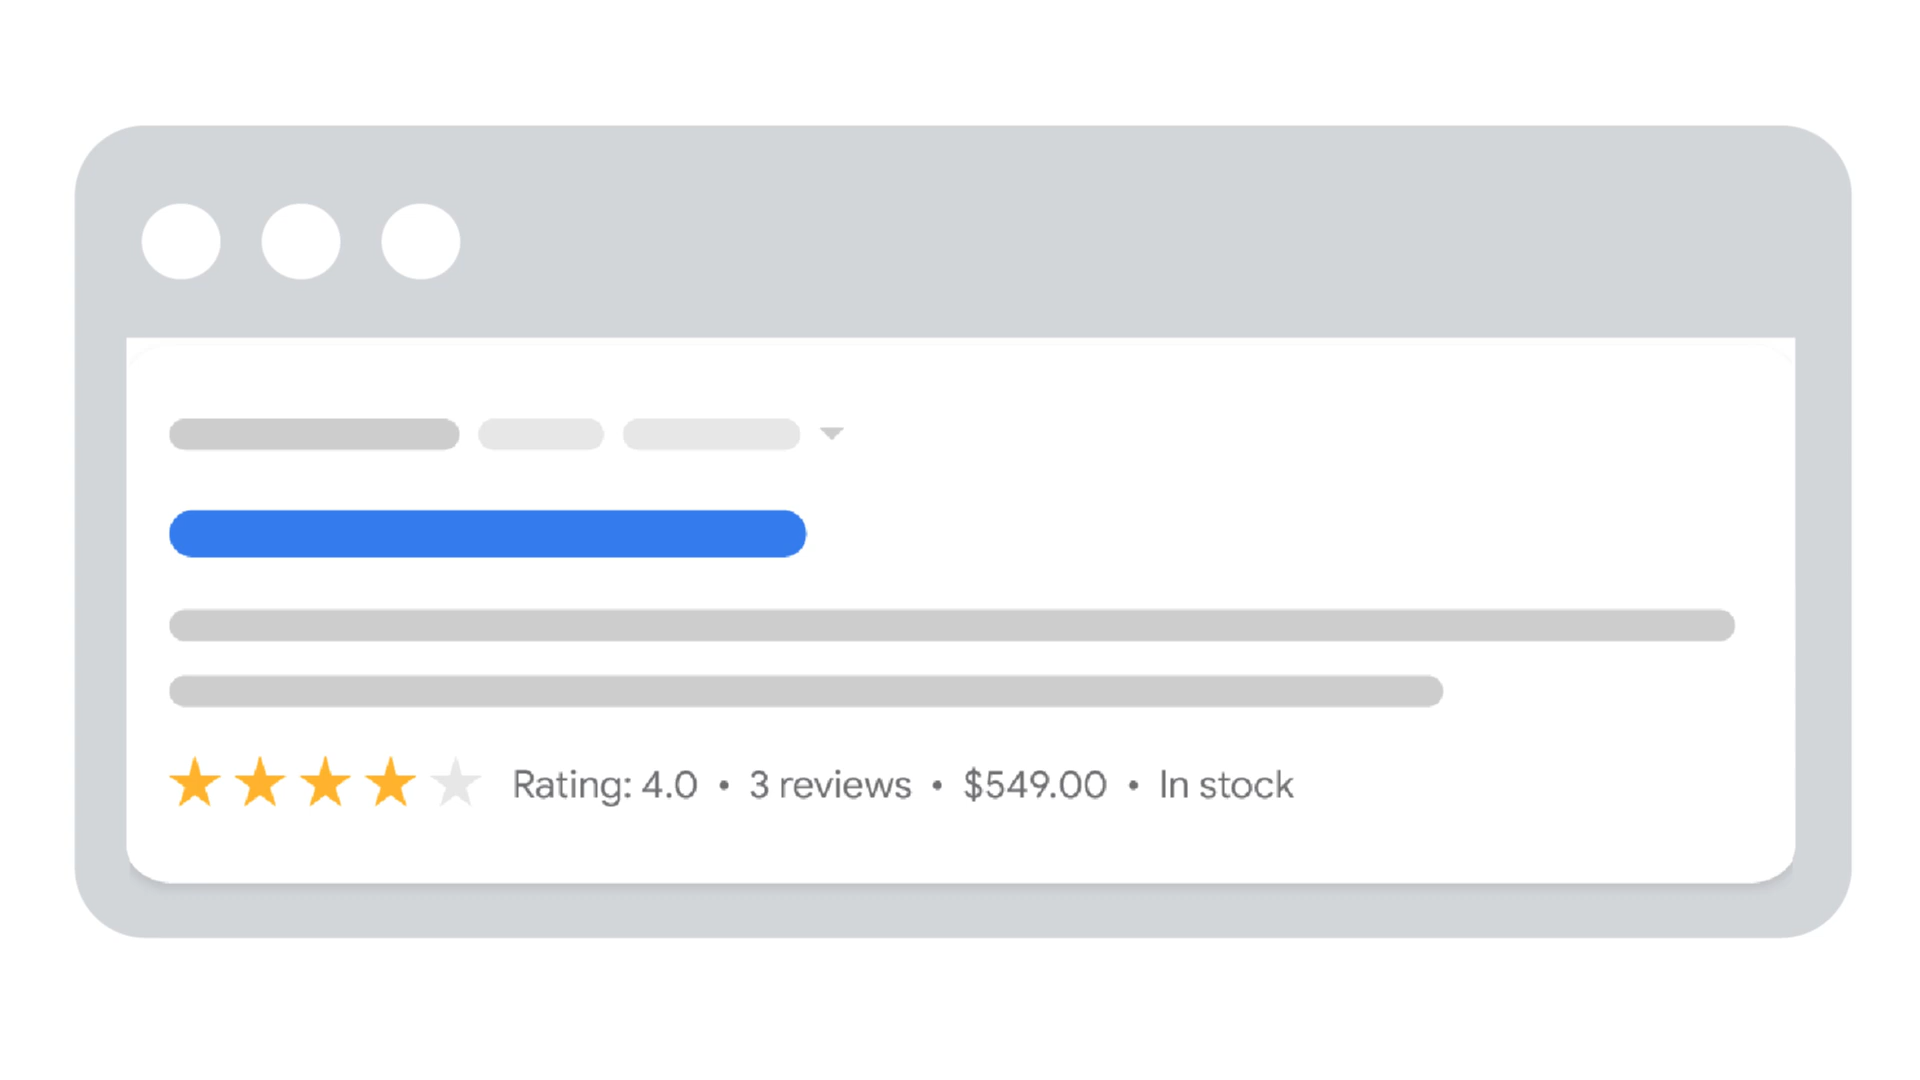 Rating: 4.0 • 3 reviews • $549.00 • In stock